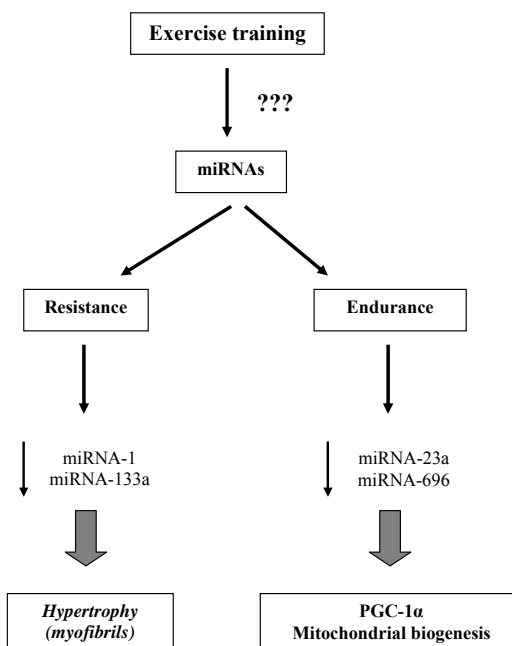 Exercise training
???
miRNAs
Resistance
Endurance
miRNA-1
miRNA-133a
miRNA-23a
miRNA-696
Hypertrophy
(myofibrils)
PGC-1α
Mitochondrial biogenesis